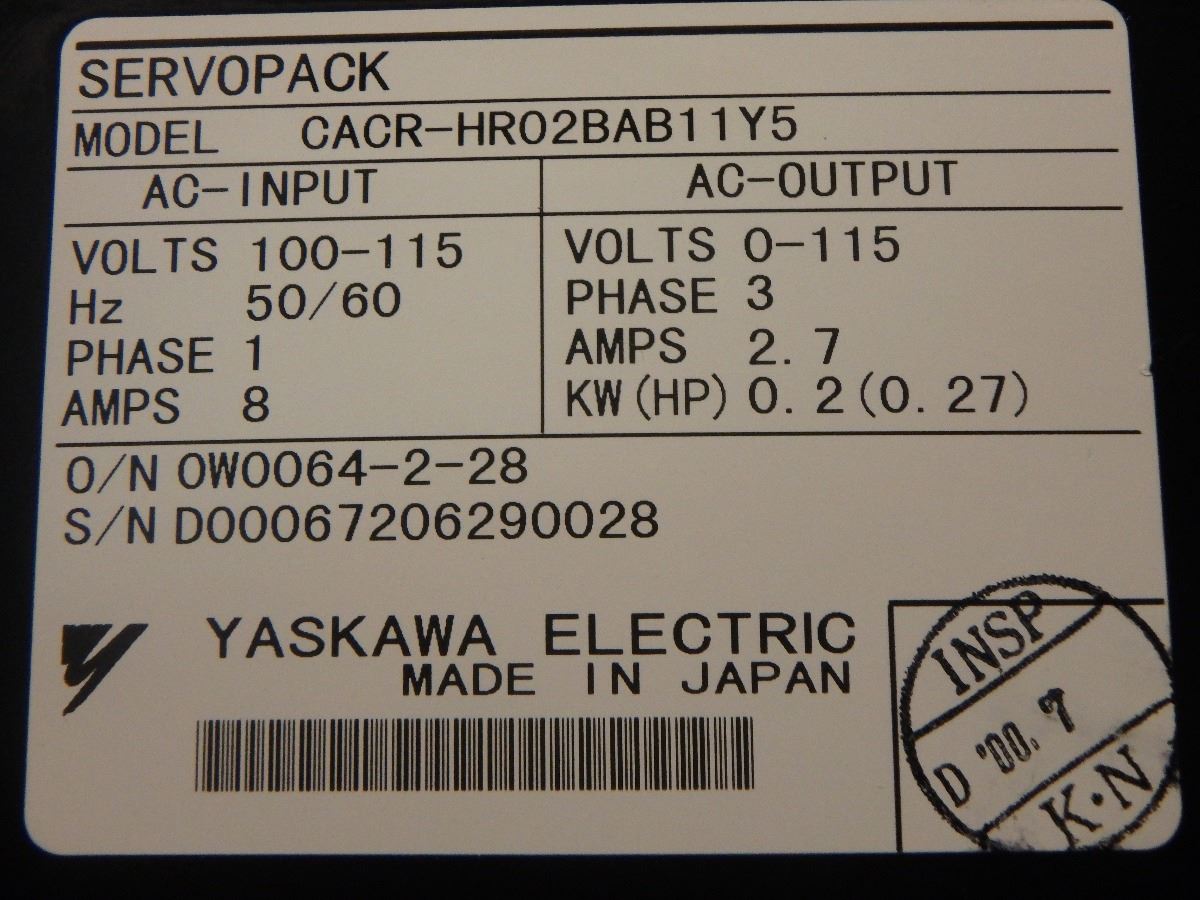 SERVOPACK
MODEL CACR-HR02BAB11Y5
AC-INPUT
VOLTS 100-115
Hz 50/60
PHASE 1
AMPS 8
AC-OUTPUT
VOLTS 0-115
PHASE 3
AMPS 2.7
KW(HP) 0.2(0.27)
O/N 0W0064-2-28
S/N D00067206290028
YASKAWA ELECTRIC
MADE IN JAPAN
INSP
D '00.7
K·N